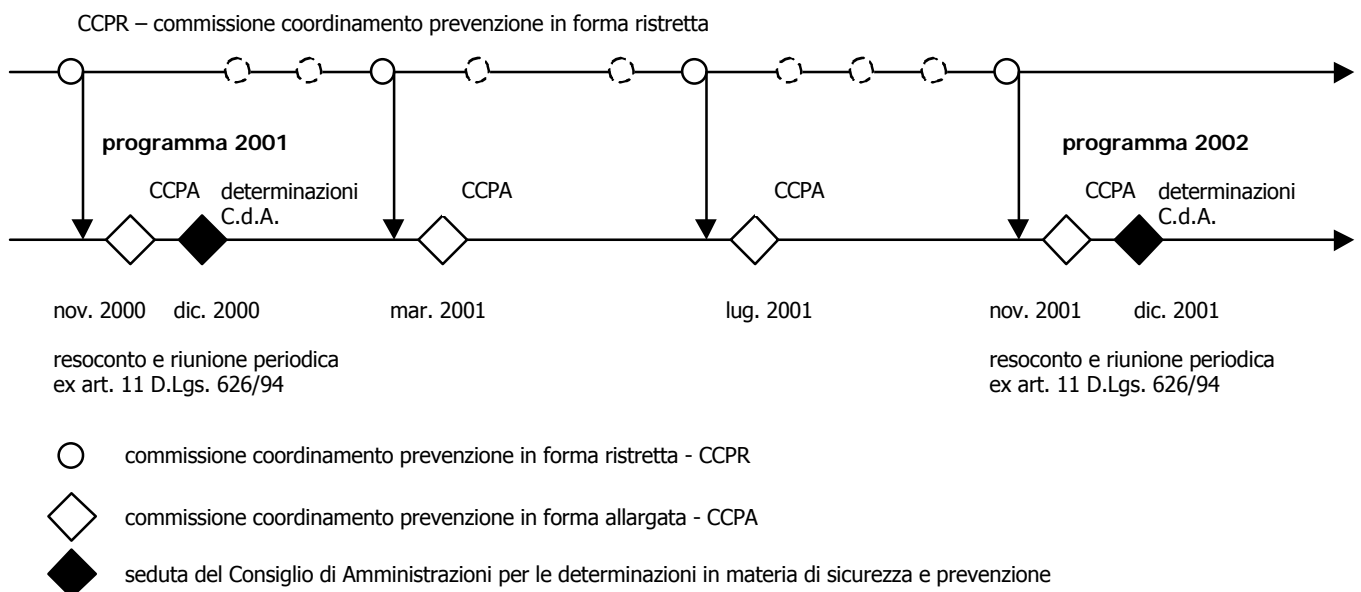 CCPR – commissione coordinamento prevenzione in forma ristretta
programma 2001
programma 2002
CCPA
determinazioni
C.d.A.
CCPA
CCPA
CCPA
determinazioni
C.d.A.
nov. 2000
dic. 2000
mar. 2001
lug. 2001
nov. 2001
dic. 2001
resoconto e riunione periodica
ex art. 11 D.Lgs. 626/94
resoconto e riunione periodica
ex art. 11 D.Lgs. 626/94
commissione coordinamento prevenzione in forma ristretta - CCPR
commissione coordinamento prevenzione in forma allargata - CCPA
seduta del Consiglio di Amministrazioni per le determinazioni in materia di sicurezza e prevenzione